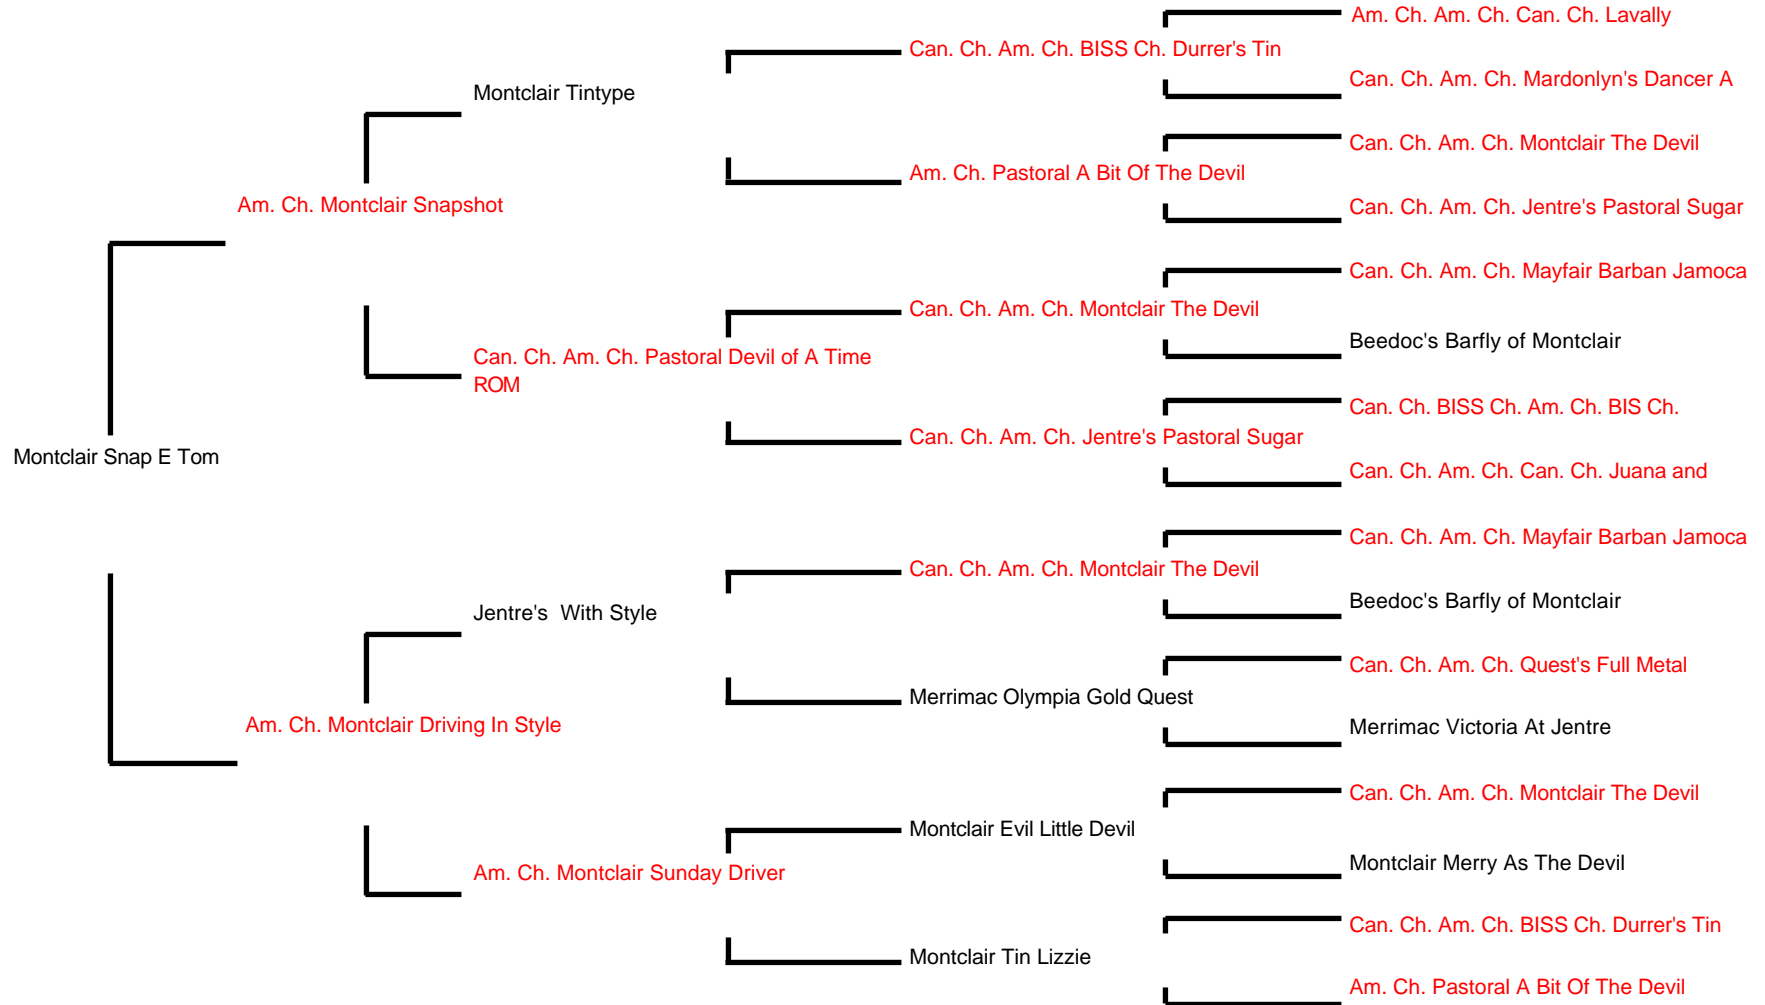 Am. Ch. Am. Ch. Can. Ch. Lavally
Can. Ch. Am. Ch. BISS Ch. Durrer's Tin
Can. Ch. Am. Ch. Mardonlyn's Dancer A
Montclair Tintype
Can. Ch. Am. Ch. Montclair The Devil
Am. Ch. Pastoral A Bit Of The Devil
Can. Ch. Am. Ch. Jentre's Pastoral Sugar
Am. Ch. Montclair Snapshot
Can. Ch. Am. Ch. Mayfair Barban Jamoca
Can. Ch. Am. Ch. Montclair The Devil
Beedoc's Barfly of Montclair
Can. Ch. Am. Ch. Pastoral Devil of A Time
ROM
Can. Ch. BISS Ch. Am. Ch. BIS Ch.
Can. Ch. Am. Ch. Jentre's Pastoral Sugar
Can. Ch. Am. Ch. Can. Ch. Juana and
Montclair Snap E Tom
Can. Ch. Am. Ch. Mayfair Barban Jamoca
Can. Ch. Am. Ch. Montclair The Devil
Beedoc's Barfly of Montclair
Jentre's  With Style
Can. Ch. Am. Ch. Quest's Full Metal
Merrimac Olympia Gold Quest
Merrimac Victoria At Jentre
Am. Ch. Montclair Driving In Style
Can. Ch. Am. Ch. Montclair The Devil
Montclair Evil Little Devil
Montclair Merry As The Devil
Am. Ch. Montclair Sunday Driver
Can. Ch. Am. Ch. BISS Ch. Durrer's Tin
Montclair Tin Lizzie
Am. Ch. Pastoral A Bit Of The Devil